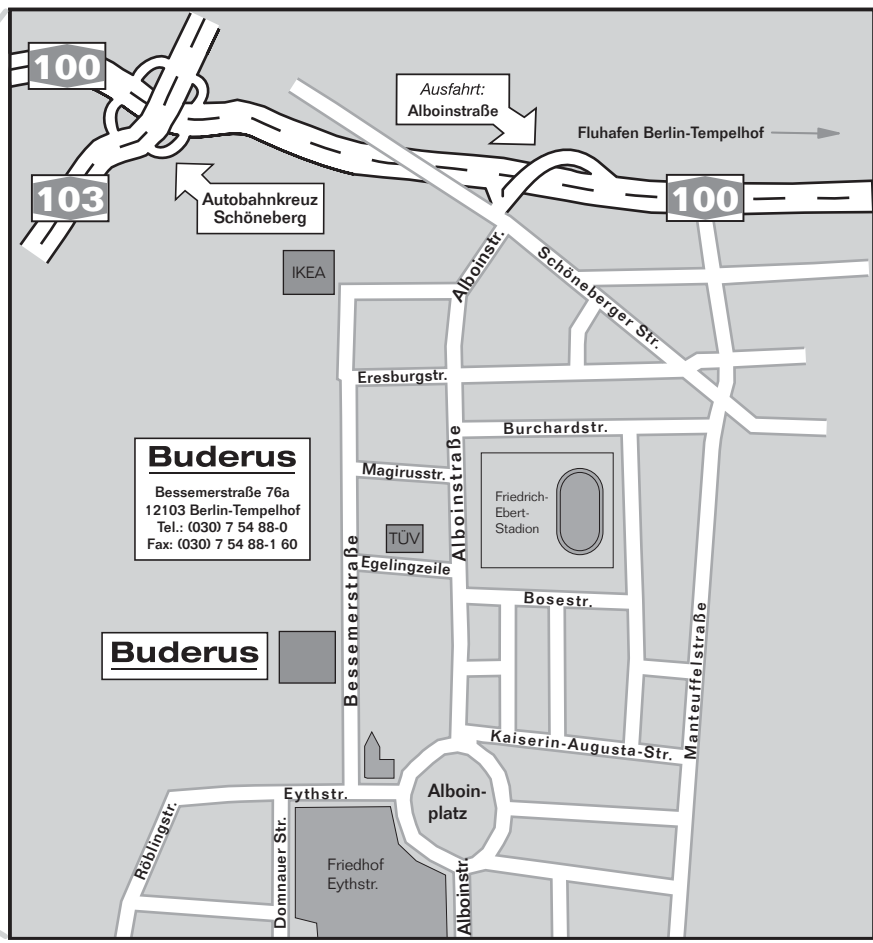 100
Ausfahrt:
Alboinstraße
Fluhafen Berlin-Tempelhof
103
Autobahnkreuz
Schöneberg
100
IKEA
Alboinstr.
Schöneberger Str.
Eresburgstr.
Burchardstr.
Buderus
Bessemerstraße 76a
12103 Berlin-Tempelhof
Tel.: (030) 7 54 88-0
Fax: (030) 7 54 88-1 60
Magirusstr.
Alboinstraße
Friedrich-
Ebert-
Stadion
TÜV
Egelingzeile
Bessemerstraße
Bosestr.
Manteuffelstraße
Buderus
Kaiserin-Augusta-Str.
Eythstr.
Alboin-
platz
Röblingstr.
Domnauer Str.
Friedhof
Eythstr.
Alboinstr.